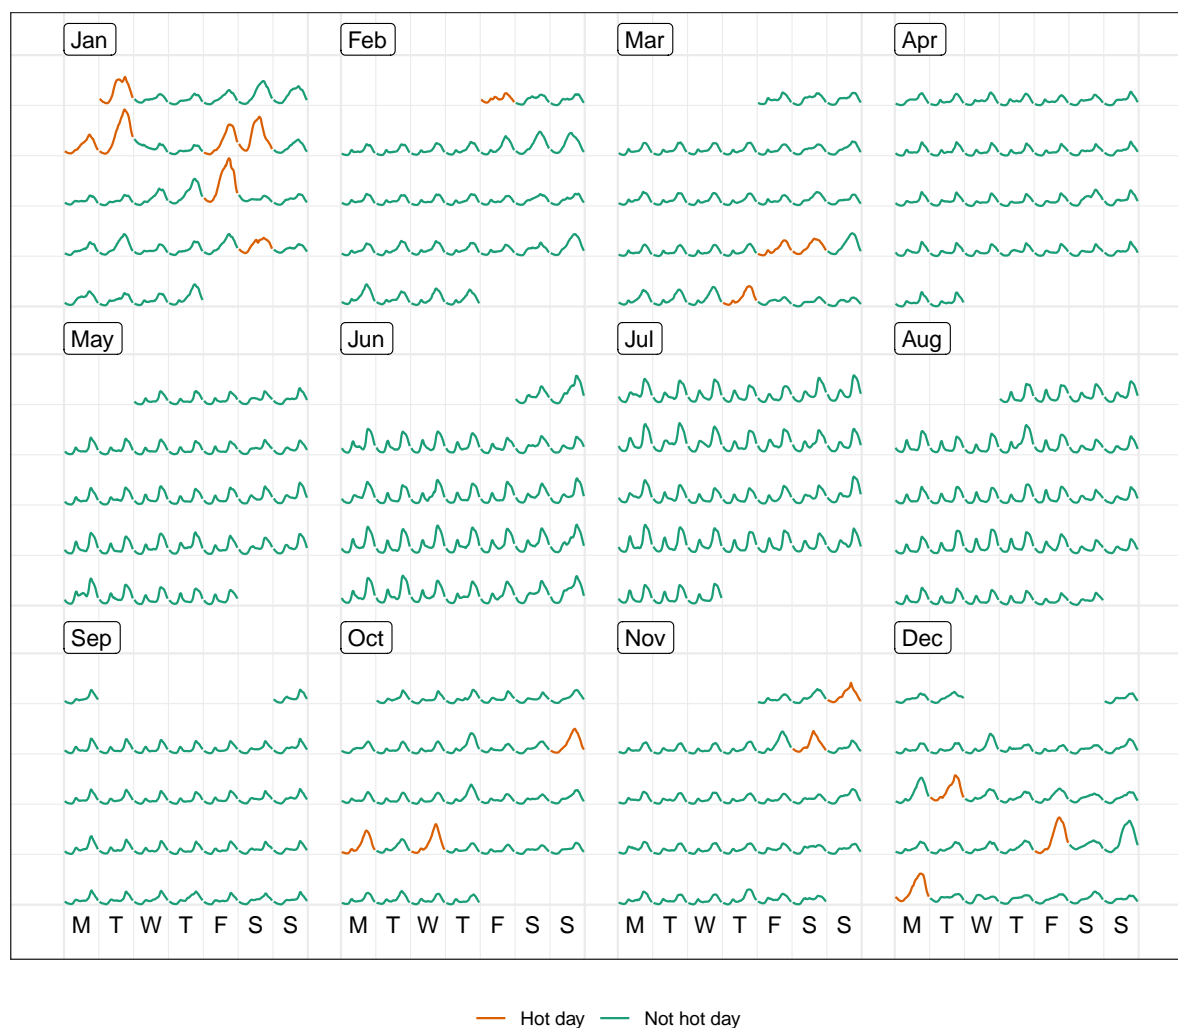 Jan Feb Mar Apr
May Jun Jul Aug
Sep Oct Nov Dec
M T W T F S S M T W T F S S M T W T F S S M T W T F S S
Hot day Not hot day